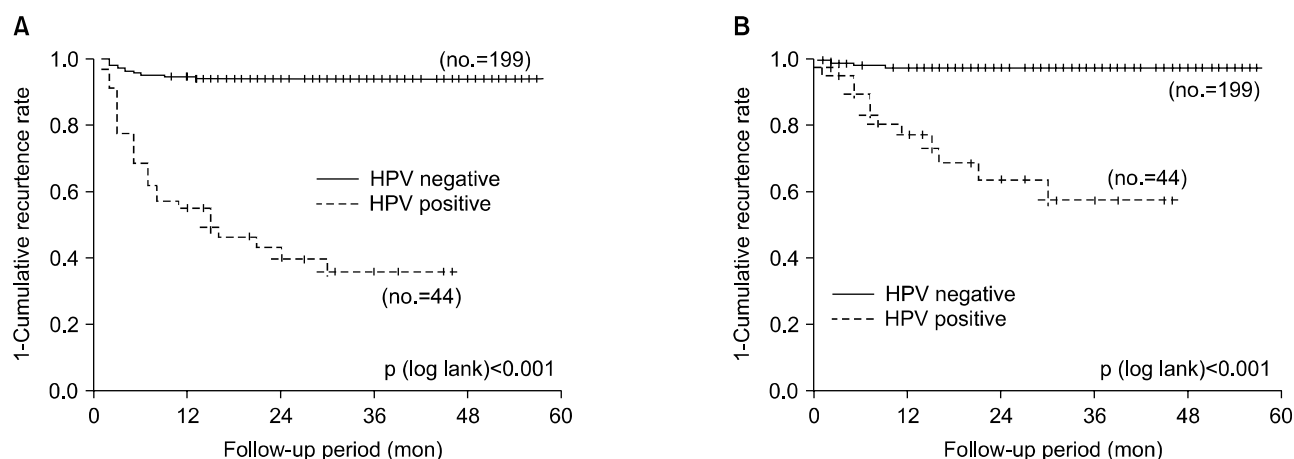 A
1-Cumulative recurtence rate
1.0
0.8
0.6
0.4
0.2
0.0
(no.=199)
HPV negative
HPV positive
(no.=44)
p (log lank)<0.001
0 12 24 36 48 60
Follow-up period (mon)
B
1-Cumulative recurtence rate
1.0
0.8
0.6
0.4
0.2
0.0
(no.=199)
(no.=44)
HPV negative
HPV positive
p (log lank)<0.001
0 12 24 36 48 60
Follow-up period (mon)